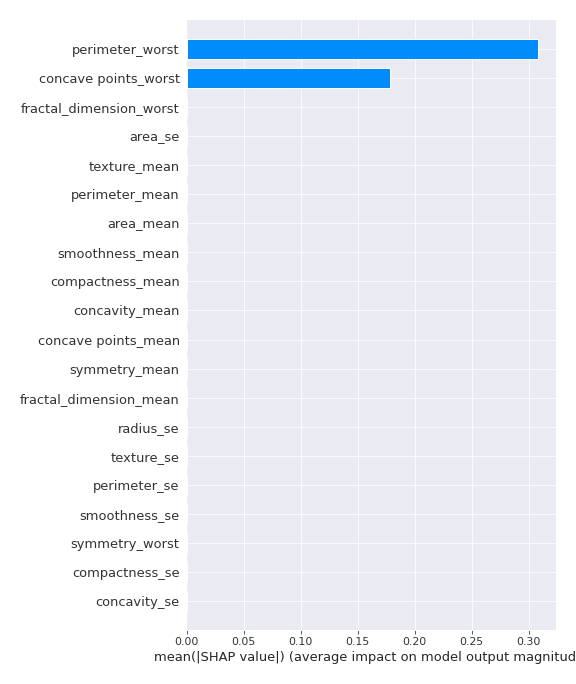 perimeter_worst
concave points_worst
fractal_dimension_worst
area_se
texture_mean
perimeter_mean
area_mean
smoothness_mean
compactness_mean
concavity_mean
concave points_mean
symmetry_mean
fractal_dimension_mean
radius_se
texture_se
perimeter_se
smoothness_se
symmetry_worst
compactness_se
concavity_se
0.00 0.05 0.10 0.15 0.20 0.25 0.30
mean(|SHAP value|) (average impact on model output magnitud